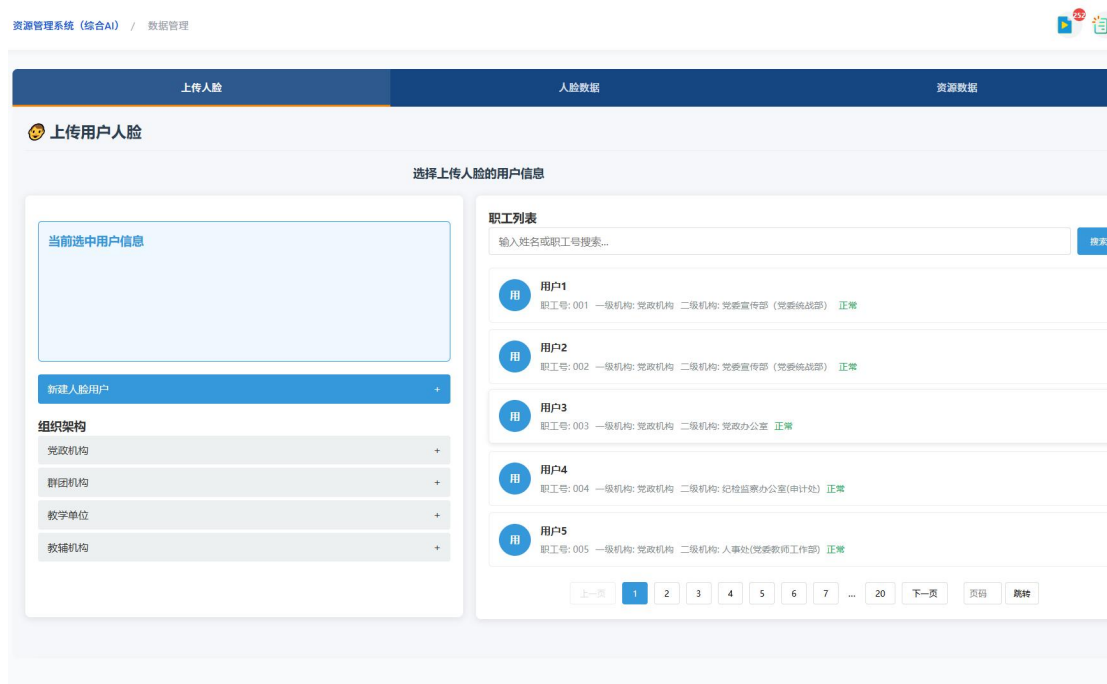 资源管理系统（综合AI） / 数据管理
252
上传人脸 人脸数据 资源数据
上传用户人脸
选择上传人脸的用户信息
当前选中用户信息
新建人脸用户 +
组织架构
党政机构 +
群团机构 +
教学单位 +
教辅机构 +
职工列表
输入姓名或职工号搜索... 搜索
用 用户1
职工号: 001 一级机构: 党政机构 二级机构: 党委宣传部（党委统战部） 正常
用 用户2
职工号: 002 一级机构: 党政机构 二级机构: 党委宣传部（党委统战部） 正常
用 用户3
职工号: 003 一级机构: 党政机构 二级机构: 党政办公室 正常
用 用户4
职工号: 004 一级机构: 党政机构 二级机构: 纪检监察办公室(审计处) 正常
用 用户5
职工号: 005 一级机构: 党政机构 二级机构: 人事处(党委教师工作部) 正常
上一页 1 2 3 4 5 6 7 ... 20 下一页 页码 跳转